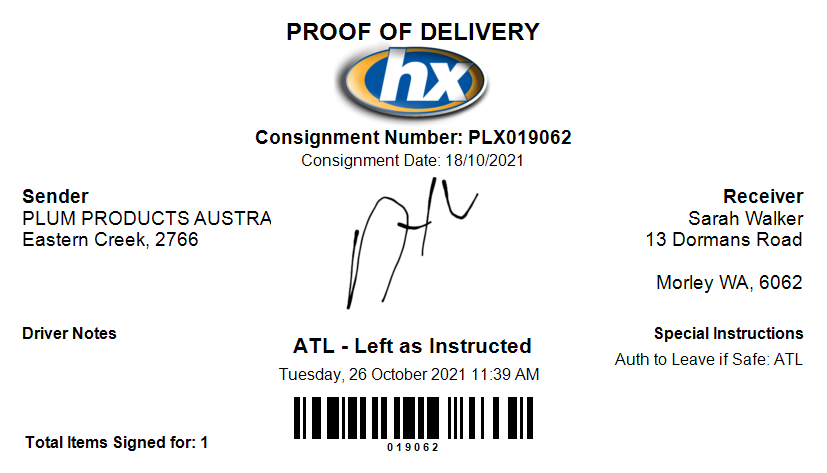 PROOF OF DELIVERY
hx
Consignment Number: PLX019062
Consignment Date: 18/10/2021
Sender
PLUM PRODUCTS AUSTRA
Eastern Creek, 2766
Receiver
Sarah Walker
13 Dormans Road
Morley WA, 6062
ATL
Driver Notes
ATL - Left as Instructed
Tuesday, 26 October 2021 11:39 AM
Special Instructions
Auth to Leave if Safe: ATL
Total Items Signed for: 1
019062